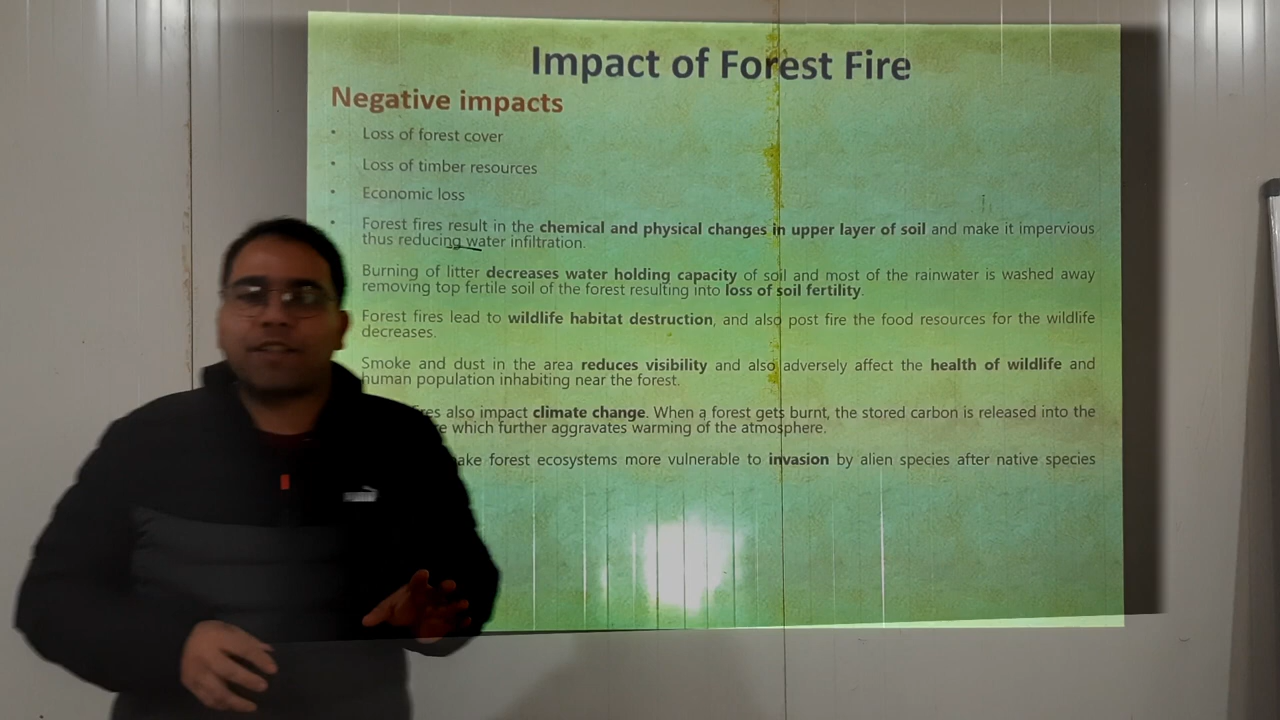 Impact of Forest Fire
Negative impacts
• Loss of forest cover
• Loss of timber resources
• Economic loss
• Forest fires result in the chemical and physical changes in upper layer of soil and make it impervious
thus reducing water infiltration.
Burning of litter decreases water holding capacity of soil and most of the rainwater is washed away
removing top fertile soil of the forest resulting into loss of soil fertility.
Forest fires lead to wildlife habitat destruction, and also post fire the food resources for the wildlife
decreases.
Smoke and dust in the area reduces visibility and also adversely affect the health of wildlife and
human population inhabiting near the forest.
also impact climate change. When a forest gets burnt, the stored carbon is released into the
which further aggravates warming of the atmosphere.
forest ecosystems more vulnerable to invasion by alien species after native species